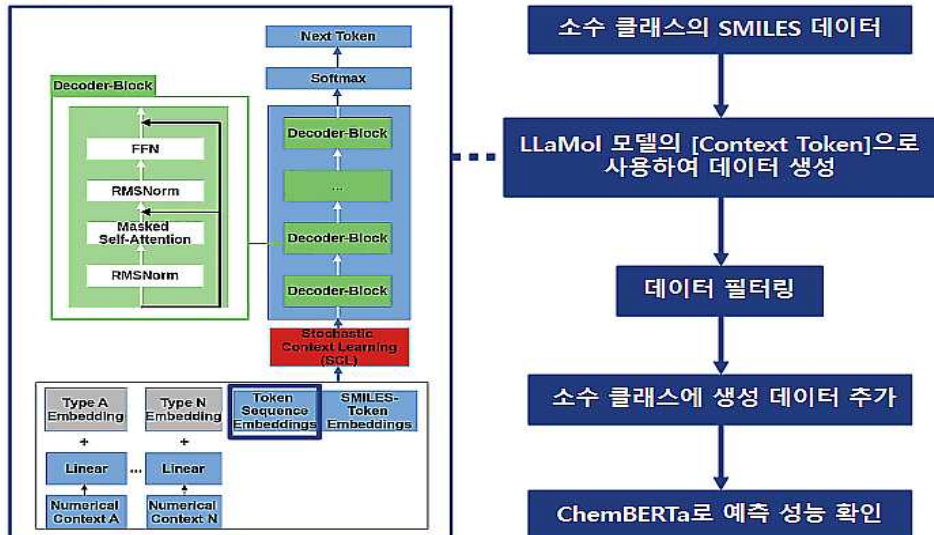 Next Token
Softmax
Decoder-Block
Decoder-Block
...
Decoder-Block
Decoder-Block
Stochastic
Context Learning
(SCL)
FFN
RMSNorm
Masked
Self-Attention
RMSNorm
Type A
Embedding
Type N
Embedding
Token
Sequence
Embeddings
SMILES-
Token
Embeddings
+
+
Linear
...
Linear
Numerical
Context A
Numerical
Context N
소수 클래스의 SMILES 데이터
LLaMol 모델의 [Context Token]으로
사용하여 데이터 생성
데이터 필터링
소수 클래스에 생성 데이터 추가
ChemBERTa로 예측 성능 확인